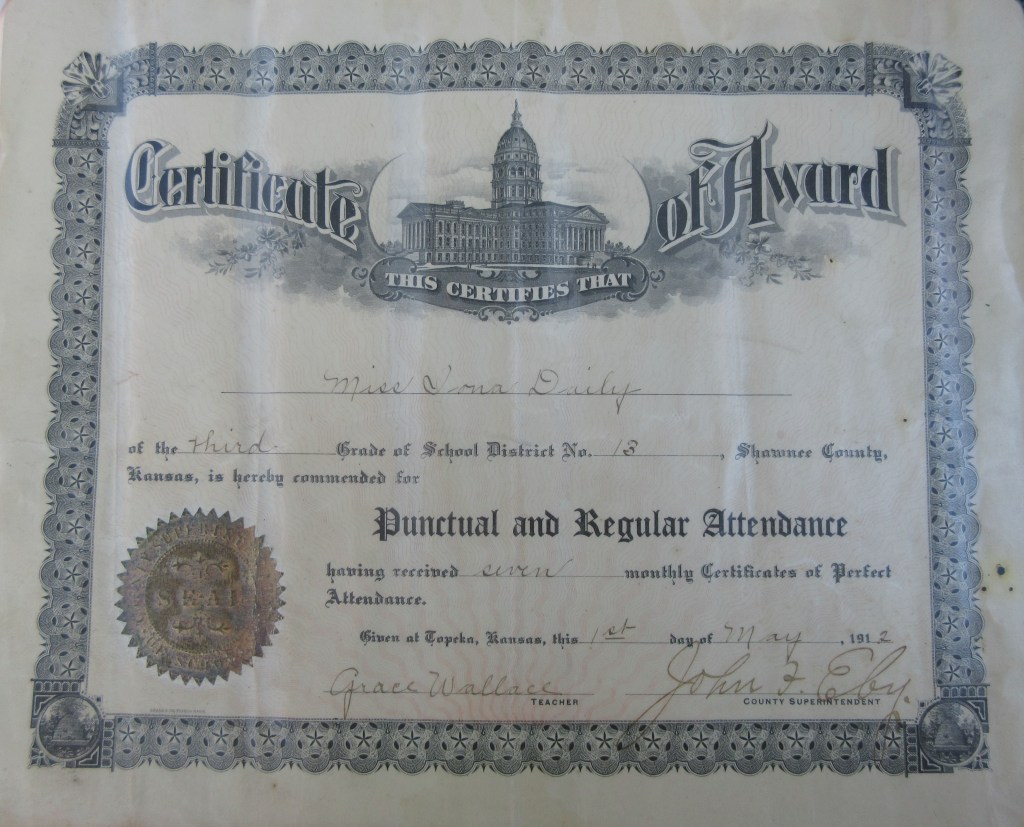 Certificate of Award
THIS CERTIFIES THAT
Miss Iona Daily
of the third Grade of School District No. 13, Shawnee County,
Kansas, is hereby commended for
Punctual and Regular Attendance
having received seven monthly Certificates of Perfect
Attendance.
SEAL
Given at Topeka, Kansas, this 1st day of May, 1912
Grace Wallace John F. Eby.
TEACHER COUNTY SUPERINTENDENT